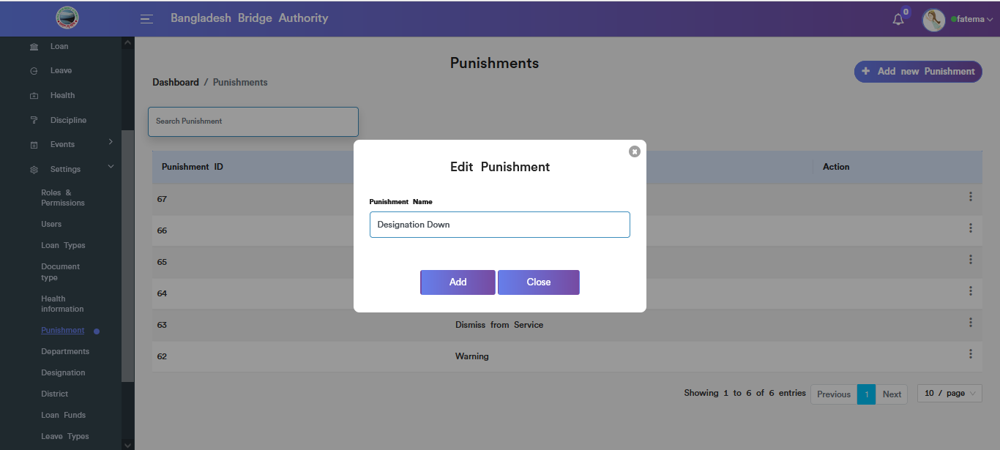 Bangladesh Bridge Authority
0
fatema
Loan
Leave
Health
Discipline
Events
Settings
Roles &
Permissions
Users
Loan Types
Document
type
Health
information
Punishment
Departments
Designation
District
Loan Funds
Leave Types
Punishments
Dashboard / Punishments
+ Add new Punishment
Search Punishment
Punishment ID
Action
67
66
65
64
63 Dismiss from Service
62 Warning
Edit Punishment
Punishment Name
Designation Down
Add Close
Showing 1 to 6 of 6 entries Previous 1 Next 10 / page